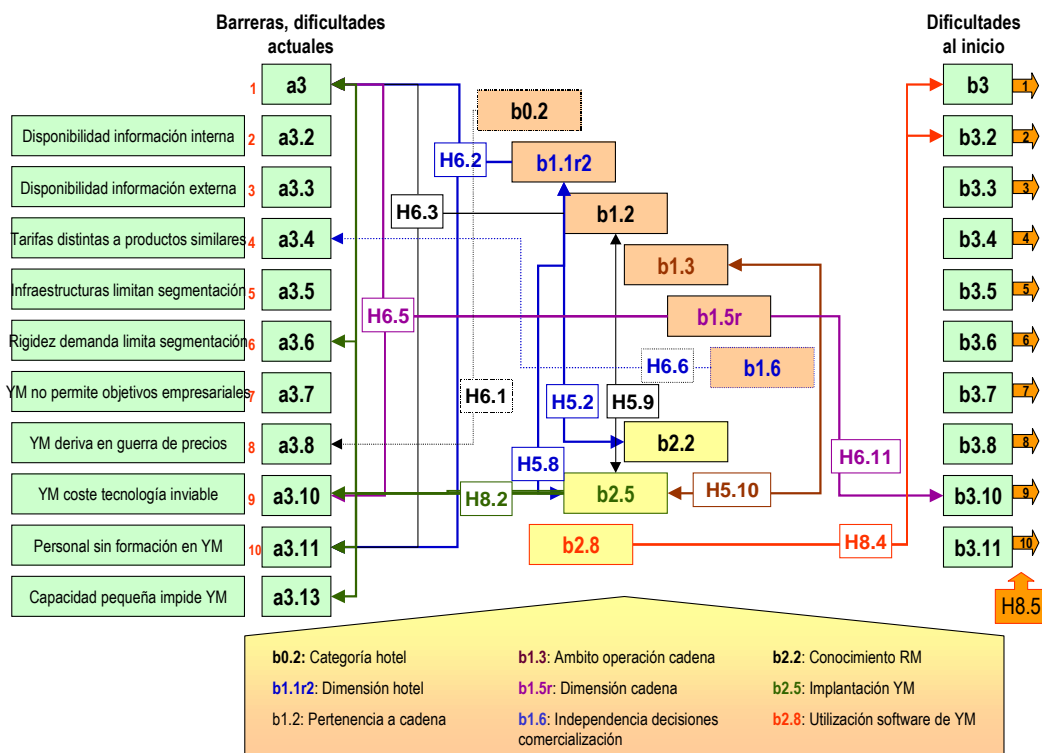 Barreras, dificultades
actuales
Dificultades
al inicio
1 a3 b3 1
b0.2
Disponibilidad información interna 2 a3.2 b3.2 2
H6.2 b1.1r2
Disponibilidad información externa 3 a3.3 b3.3 3
H6.3 b1.2
Tarifas distintas a productos similares 4 a3.4 b3.4 4
b1.3
Infraestructuras limitan segmentación 5 a3.5 b3.5 5
H6.5 b1.5r
Rigidez demanda limita segmentación 6 a3.6 b3.6 6
H6.6 b1.6
YM no permite objetivos empresariales 7 a3.7 b3.7 7
H6.1 H5.2 H5.9
YM deriva en guerra de precios 8 a3.8 b2.2 b3.8 8
H5.8 H6.11
YM coste tecnología inviable 9 a3.10 H8.2 b2.5 H5.10 b3.10 9
Personal sin formación en YM 10 a3.11 b2.8 H8.4 b3.11 10
Capacidad pequeña impide YM a3.13
H8.5
b0.2: Categoría hotel b1.3: Ambito operación cadena b2.2: Conocimiento RM
b1.1r2: Dimensión hotel b1.5r: Dimensión cadena b2.5: Implantación YM
b1.2: Pertenencia a cadena b1.6: Independencia decisiones b2.8: Utilización software de YM
comercialización